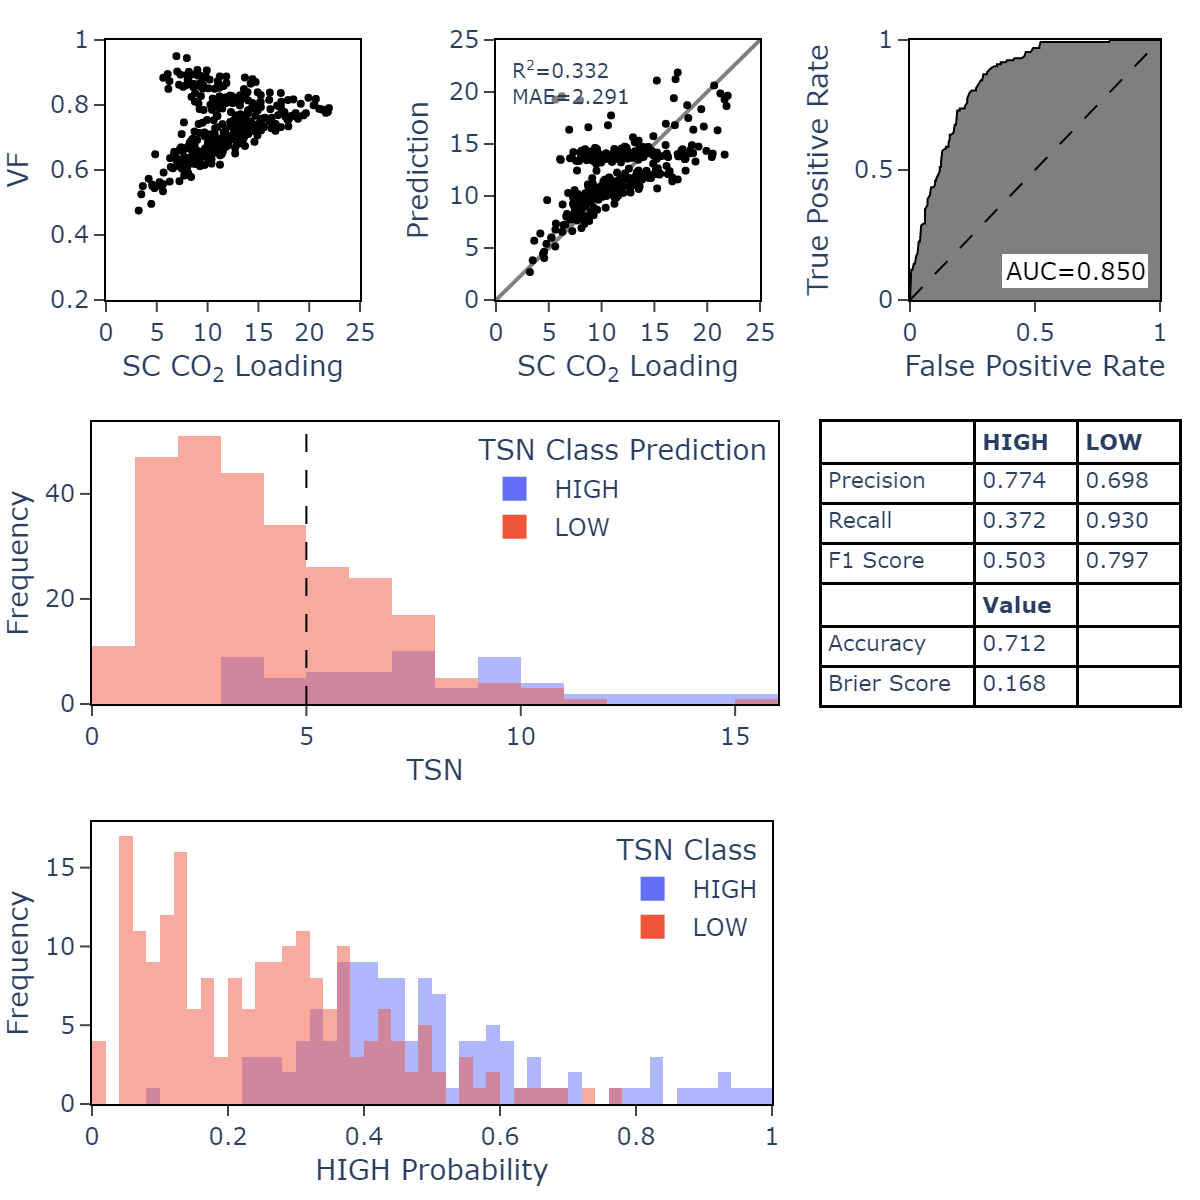 1
0.8
0.6
0.4
0.2
VF
0 5 10 15 20 25
SC CO2 Loading
25
20
15
10
5
0
Prediction
R2=0.332
MAE=2.291
0 5 10 15 20 25
SC CO2 Loading
1
0.5
0
True Positive Rate
AUC=0.850
0 0.5 1
False Positive Rate
40
20
0
Frequency
TSN Class Prediction
HIGH
LOW
0 5 10 15
TSN
HIGH LOW
Precision 0.774 0.698
Recall 0.372 0.930
F1 Score 0.503 0.797
Value
Accuracy 0.712
Brier Score 0.168
15
10
5
0
Frequency
TSN Class
HIGH
LOW
0 0.2 0.4 0.6 0.8 1
HIGH Probability